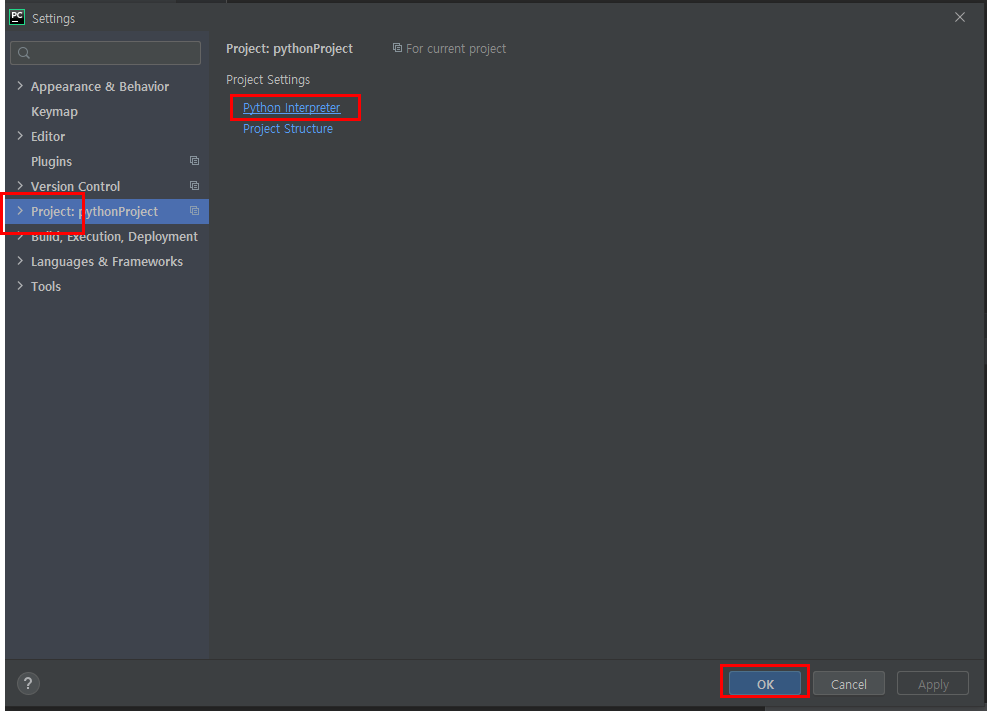 PC Settings
Appearance & Behavior
Keymap
Editor
Plugins
Version Control
Project: pythonProject
Build, Execution, Deployment
Languages & Frameworks
Tools
Project: pythonProject For current project
Project Settings
Python Interpreter
Project Structure
? OK Cancel Apply